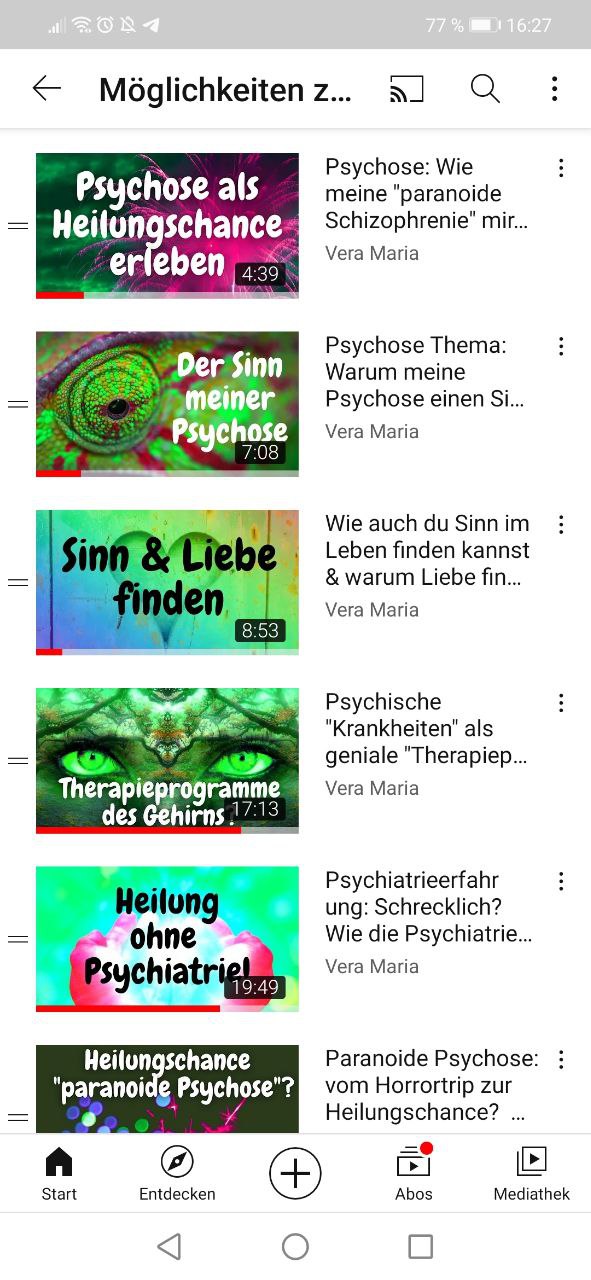 77 % 16:27
Möglichkeiten z...
Psychose als
Heilungschance
erleben
4:39
Psychose: Wie
meine "paranoide
Schizophrenie" mir...
Vera Maria
Der Sinn
meiner
Psychose
7:08
Psychose Thema:
Warum meine
Psychose einen Si...
Vera Maria
Sinn & Liebe
finden
8:53
Wie auch du Sinn im
Leben finden kannst
& warum Liebe fin...
Vera Maria
Therapieprogramme
des Gehirns?
17:13
Psychische
"Krankheiten" als
geniale "Therapiep...
Vera Maria
Heilung
ohne
Psychiatrie!
19:49
Psychiatrieerfahr
ung: Schrecklich?
Wie die Psychiatrie...
Vera Maria
Heilungschance
"paranoide Psychose"?
Paranoide Psychose:
vom Horrortrip zur
Heilungschance? ...
Start
Entdecken
Abos
Mediathek